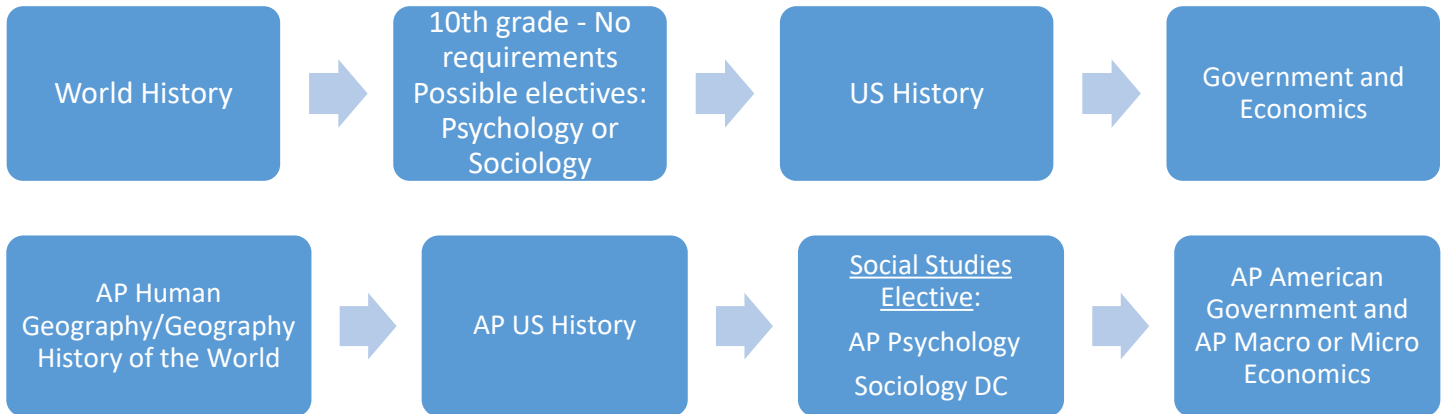 World History
10th grade - No
requirements
Possible electives:
Psychology or
Sociology
US History
Government and
Economics
AP Human
Geography/Geography
History of the World
AP US History
Social Studies
Elective:
AP Psychology
Sociology DC
AP American
Government and
AP Macro or Micro
Economics